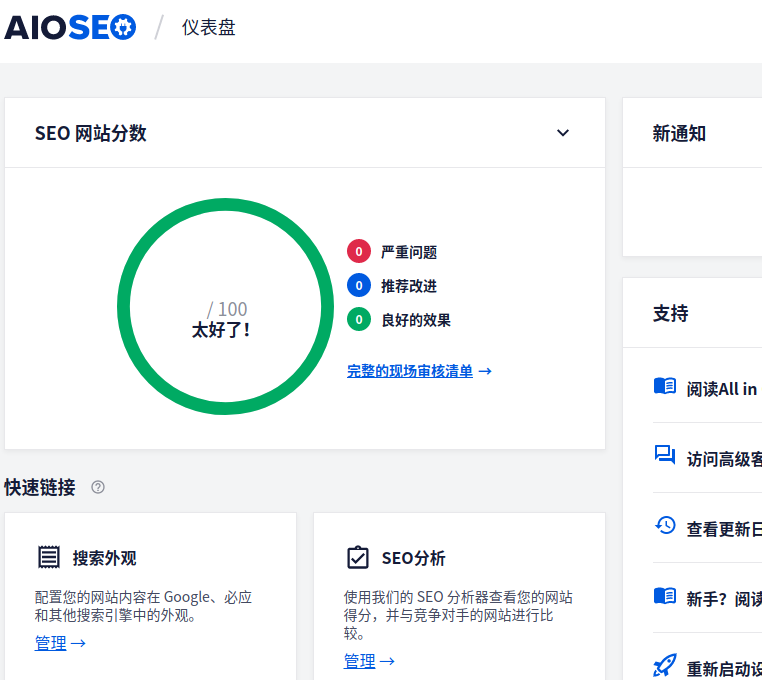 AIOSEO / 仪表盘
SEO 网站分数
/ 100
太好了！
0 严重问题
0 推荐改进
0 良好的效果
完整的现场审核清单 →
快速链接
搜索外观
配置您的网站内容在 Google、必应
和其他搜索引擎中的外观。
管理 →
SEO分析
使用我们的 SEO 分析器查看您的网站
得分，并与竞争对手的网站进行比
较。
管理 →
新通知
支持
阅读All in
访问高级客
查看更新日
新手？阅读
重新启动设